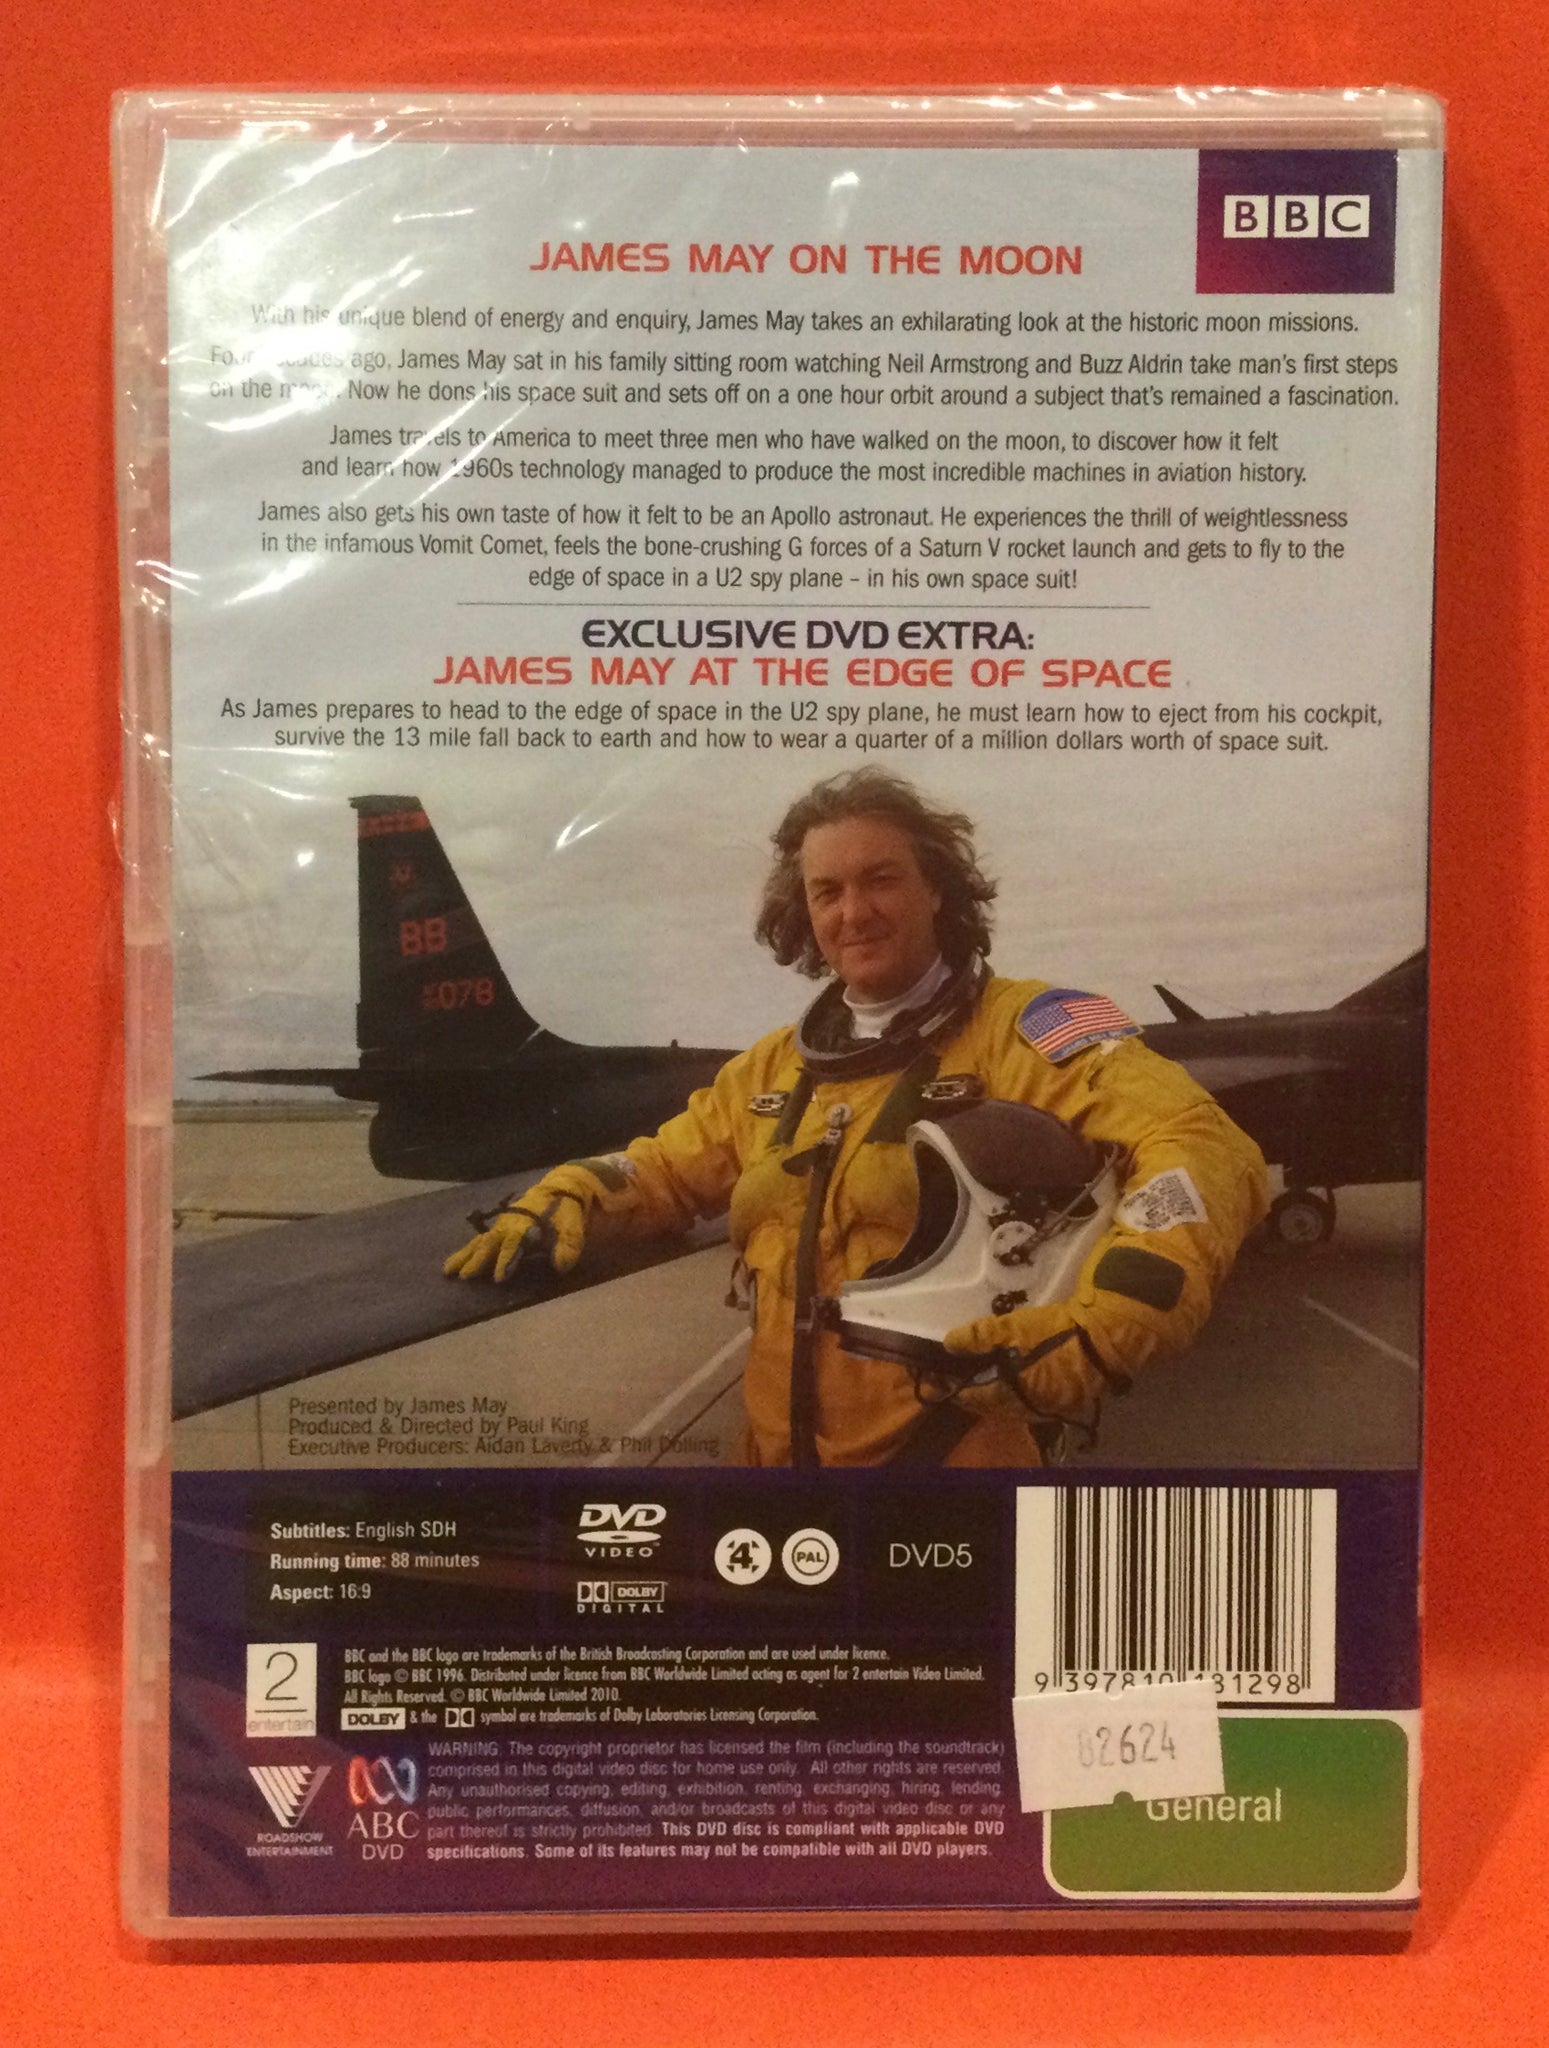 BBC
JAMES MAY ON THE MOON
With his unique blend of energy and enquiry, James May takes an exhilarating look at the historic moon missions.
Four decades ago, James May sat in his family sitting room watching Neil Armstrong and Buzz Aldrin take man's first steps
on the moon. Now he dons his space suit and sets off on a one hour orbit around a subject that's remained a fascination.
James travels to America to meet three men who have walked on the moon, to discover how it felt
and learn how 1960s technology managed to produce the most incredible machines in aviation history.
James also gets his own taste of how it felt to be an Apollo astronaut. He experiences the thrill of weightlessness
in the infamous Vomit Comet, feels the bone-crushing G forces of a Saturn V rocket launch and gets to fly to the
edge of space in a U2 spy plane – in his own space suit!
EXCLUSIVE DVD EXTRA:
JAMES MAY AT THE EDGE OF SPACE
As James prepares to head to the edge of space in the U2 spy plane, he must learn how to eject from his cockpit,
survive the 13 mile fall back to earth and how to wear a quarter of a million dollars worth of space suit.
BB
078
Presented by James May
Produced & Directed by Paul King
Executive Producers: Aidan Laverty & Phil Dolling
Subtitles: English SDH
Running time: 88 minutes
Aspect: 16:9
DVD
VIDEO
DOLBY
DIGITAL
4
PAL
DVD5
9 397810 181298
2
entertain
BBC and the BBC logo are trademarks of the British Broadcasting Corporation and are used under licence.
BBC logo © BBC 1996. Distributed under licence from BBC Worldwide Limited acting as agent for 2 entertain Video Limited.
All Rights Reserved. © BBC Worldwide Limited 2010.
DOLBY & the symbol are trademarks of Dolby Laboratories Licensing Corporation.
82624
General
ROADSHOW
ENTERTAINMENT
ABC
DVD
WARNING: The copyright proprietor has licensed the film (including the soundtrack)
comprised in this digital video disc for home use only. All other rights are reserved.
Any unauthorised copying, editing, exhibition, renting, exchanging, hiring, lending,
public performances, diffusion, and/or broadcasts of this digital video disc or any
part thereof is strictly prohibited. This DVD disc is compliant with applicable DVD
specifications. Some of its features may not be compatible with all DVD players.